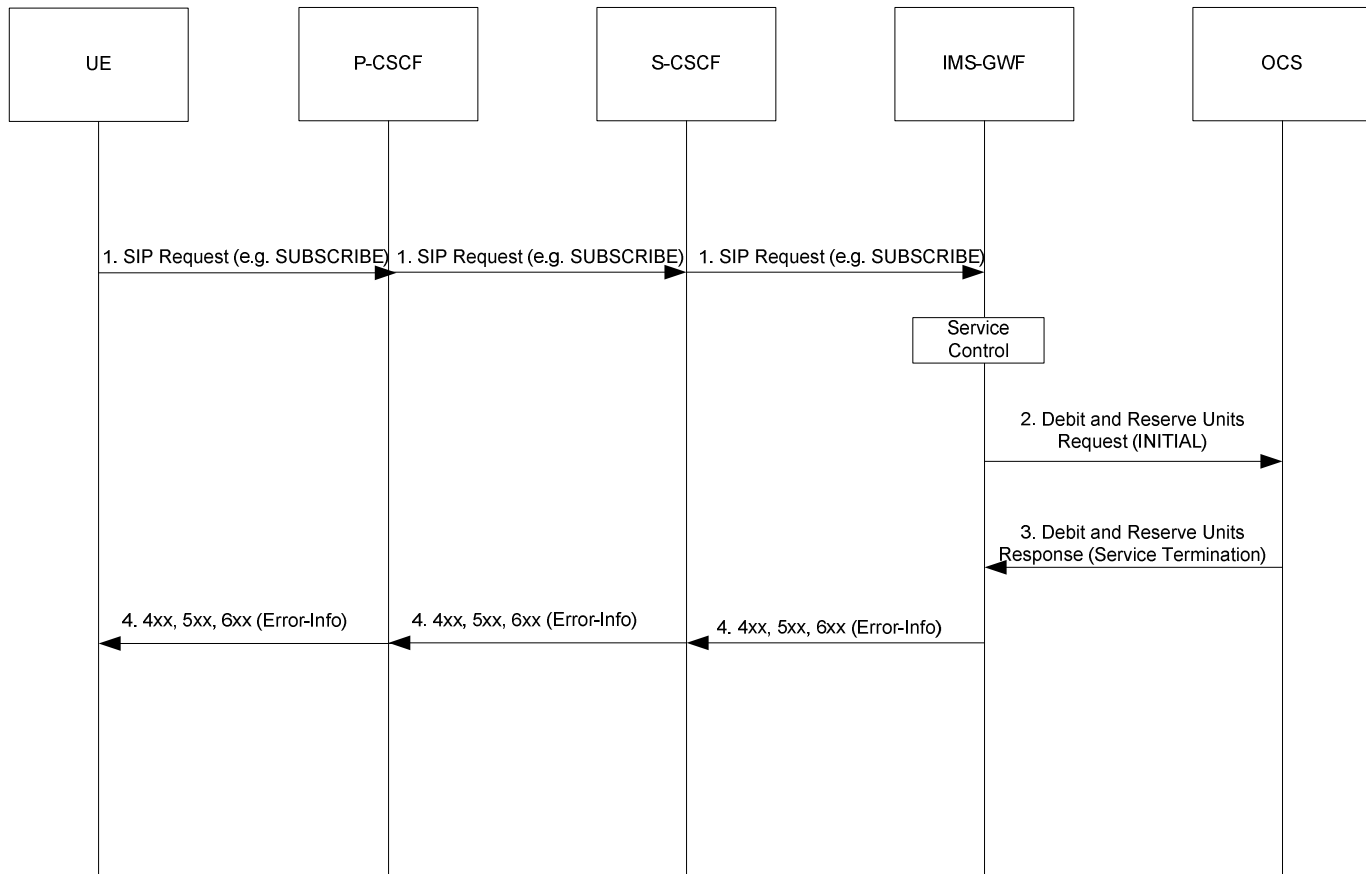 UE
P-CSCF
S-CSCF
IMS-GWF
OCS
1. SIP Request (e.g. SUBSCRIBE)
1. SIP Request (e.g. SUBSCRIBE)
1. SIP Request (e.g. SUBSCRIBE)
Service
Control
2. Debit and Reserve Units
Request (INITIAL)
3. Debit and Reserve Units
Response (Service Termination)
4. 4xx, 5xx, 6xx (Error-Info)
4. 4xx, 5xx, 6xx (Error-Info)
4. 4xx, 5xx, 6xx (Error-Info)